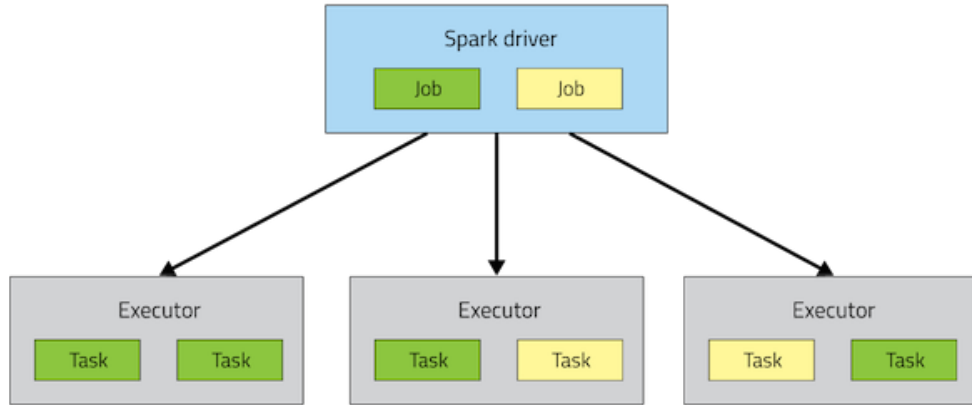 Spark driver
Job Job
Executor Executor Executor
Task Task Task Task Task Task